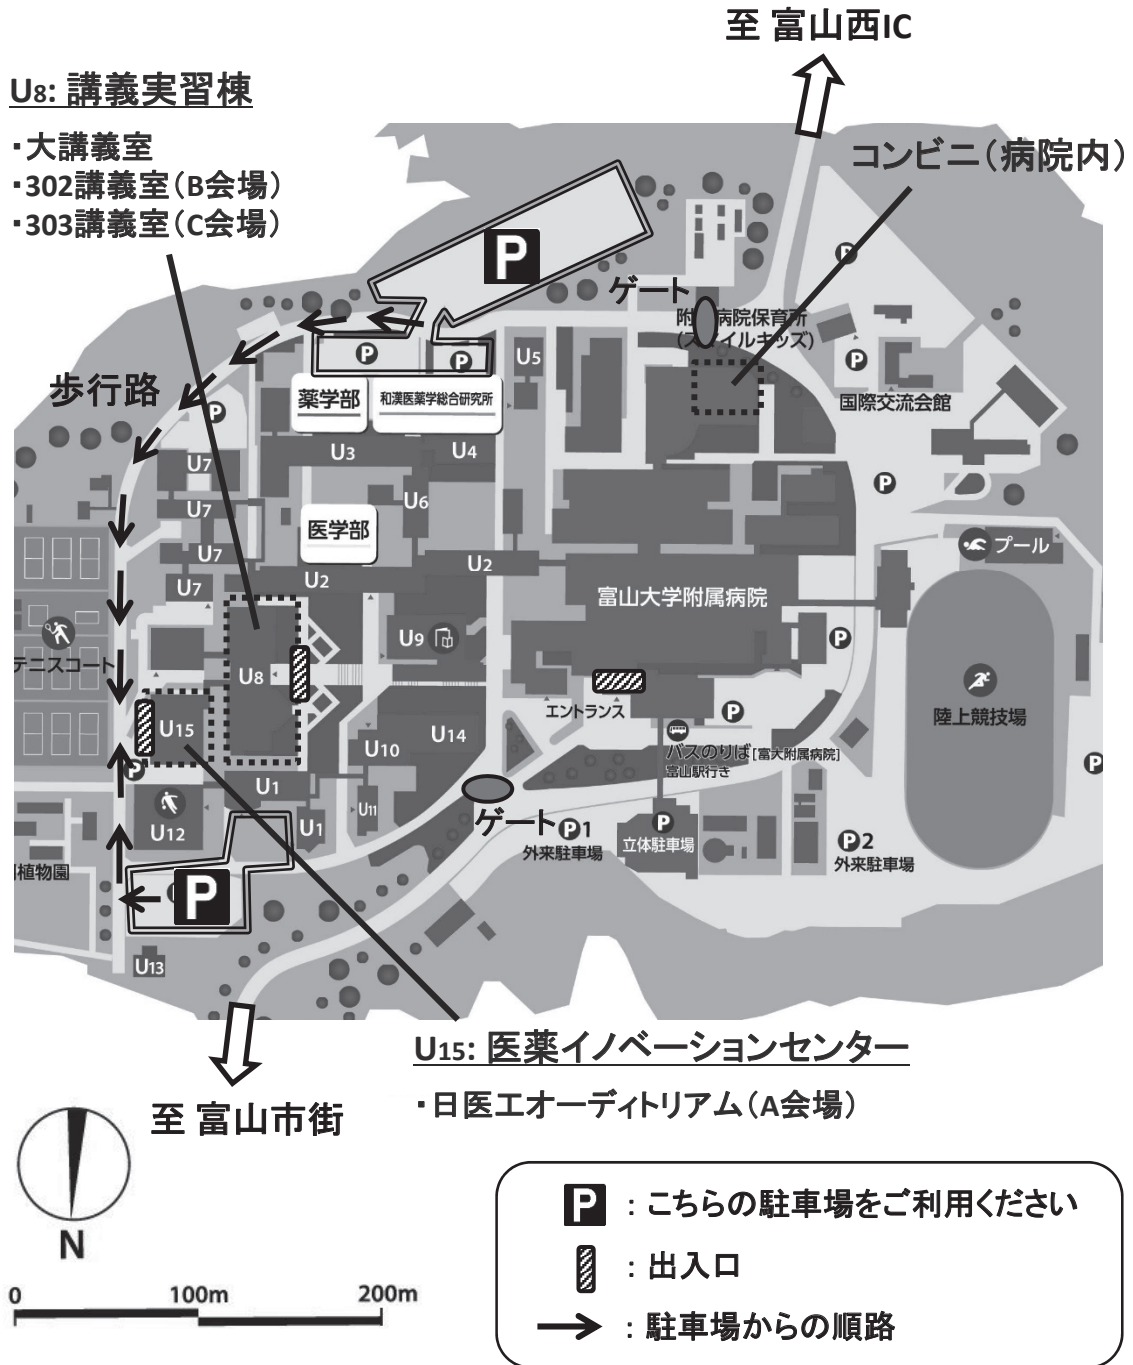 至 富山西IC
U8: 講義実習棟
・大講義室
・302講義室(B会場)
・303講義室(C会場)
コンビニ(病院内)
P
ゲート
P
P
P
U5
歩行路
薬学部
和漢医薬学総合研究所
国際交流会館
P
P
U3
U4
U7
U7
U6
P
医学部
U7
U2
U2
U7
プール
富山大学附属病院
U9
P
テニスコート
U8
エントランス
P
陸上競技場
U15
U10
U14
バスのりば[富大附属病院]
富山駅行き
P
P
U1
U12
U1
U11
ゲート
P1
外来駐車場
P
立体駐車場
P2
外来駐車場
植物園
P
U13
U15: 医薬イノベーションセンター
・日医工オーディトリアム(A会場)
至 富山市街
N
0 100m 200m
P : こちらの駐車場をご利用ください
: 出入口
: 駐車場からの順路